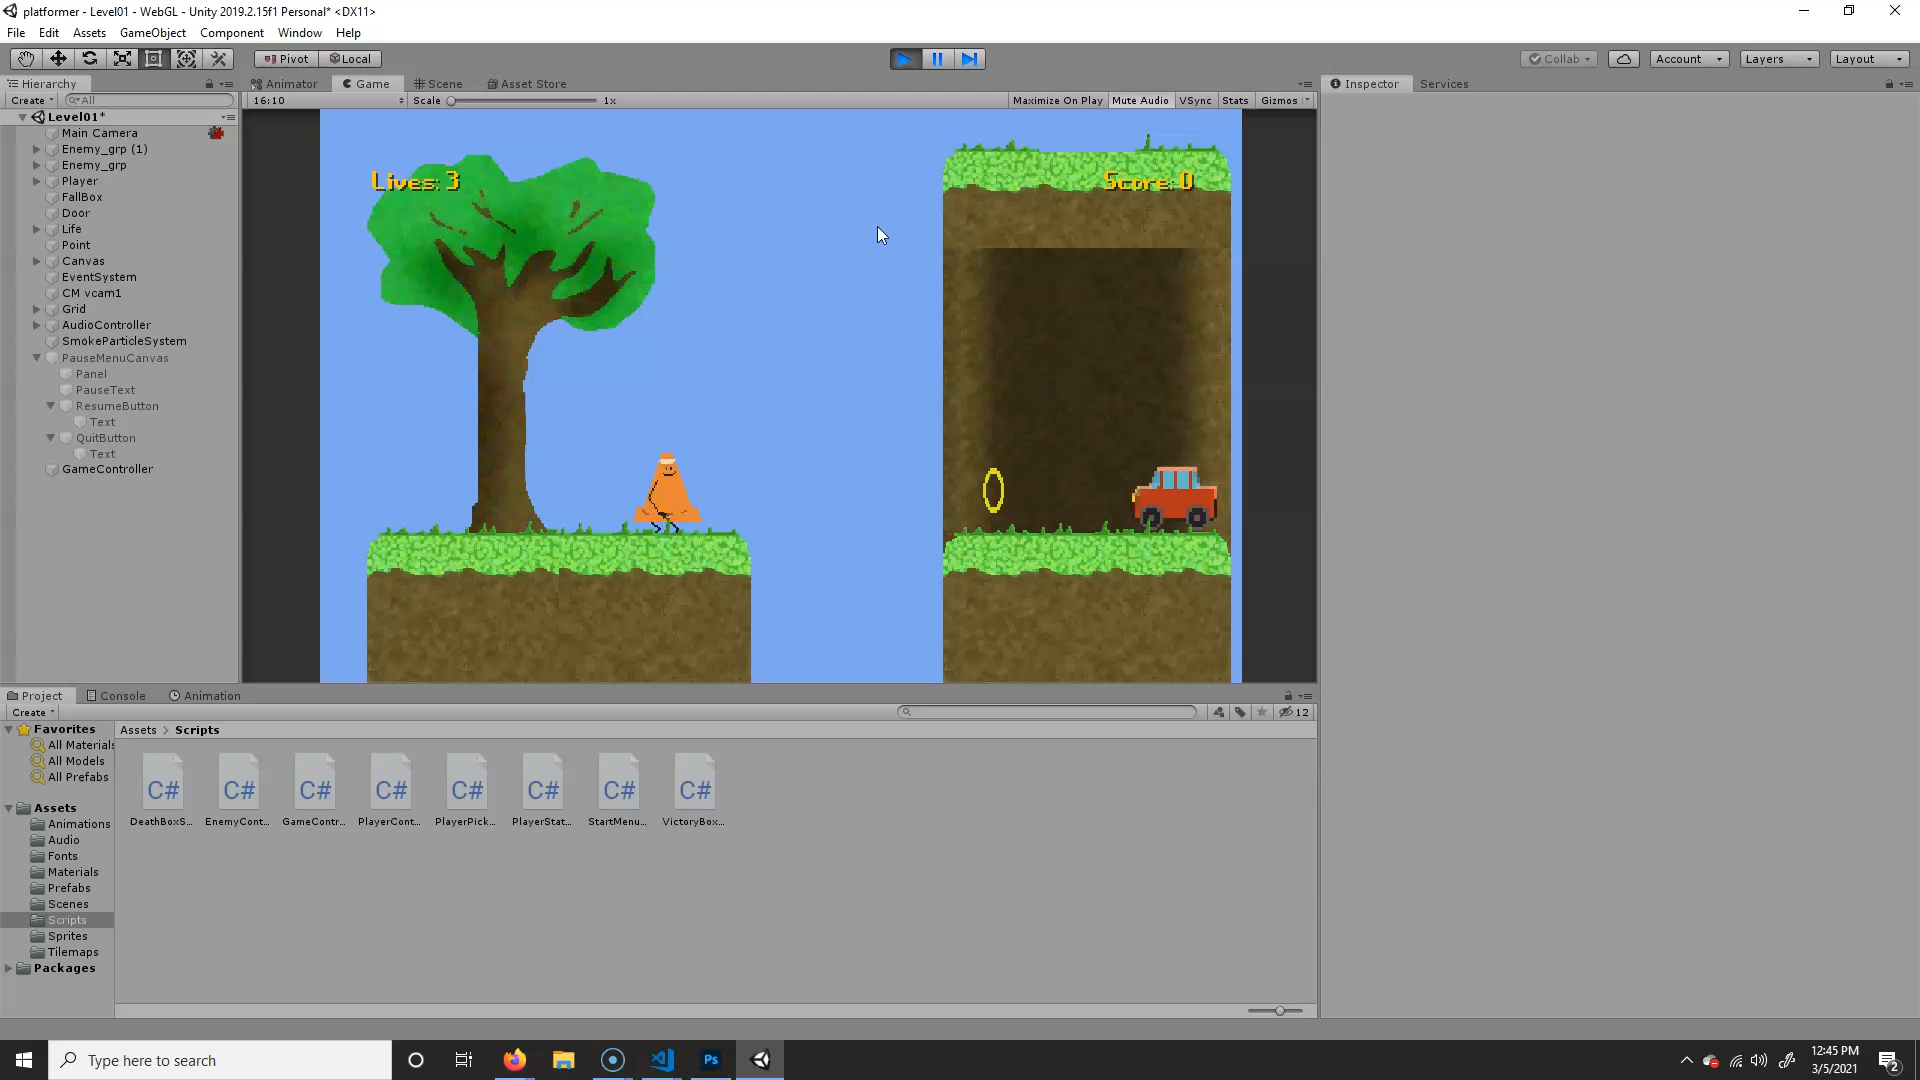 platformer - Level01 - WebGL - Unity 2019.2.15f1 Personal* <DX11>
File Edit Assets GameObject Component Window Help
Pivot Local Collab Account Layers Layout
Hierarchy Animator Game Scene Asset Store Inspector Services
Create All 16:10 Scale 1x Maximize On Play Mute Audio VSync Stats Gizmos
Level01*
Main Camera
Enemy_grp (1)
Enemy_grp
Player
FallBox
Door
Life
Point
Canvas
EventSystem
CM vcam1
Grid
AudioController
SmokeParticleSystem
PauseMenuCanvas
Panel
PauseText
ResumeButton
Text
QuitButton
Text
GameController
Lives: 3 Score: 0
Project Console Animation
Create 12
Favorites
All Materials
All Models
All Prefabs
Assets
Animations
Audio
Fonts
Materials
Prefabs
Scenes
Scripts
Sprites
Tilemaps
Packages
Assets > Scripts
C# C# C# C# C# C# C# C#
DeathBoxS... EnemyCont... GameContr... PlayerCont... PlayerPick... PlayerStat... StartMenu... VictoryBox...
Type here to search
Ps
12:45 PM
3/5/2021
2